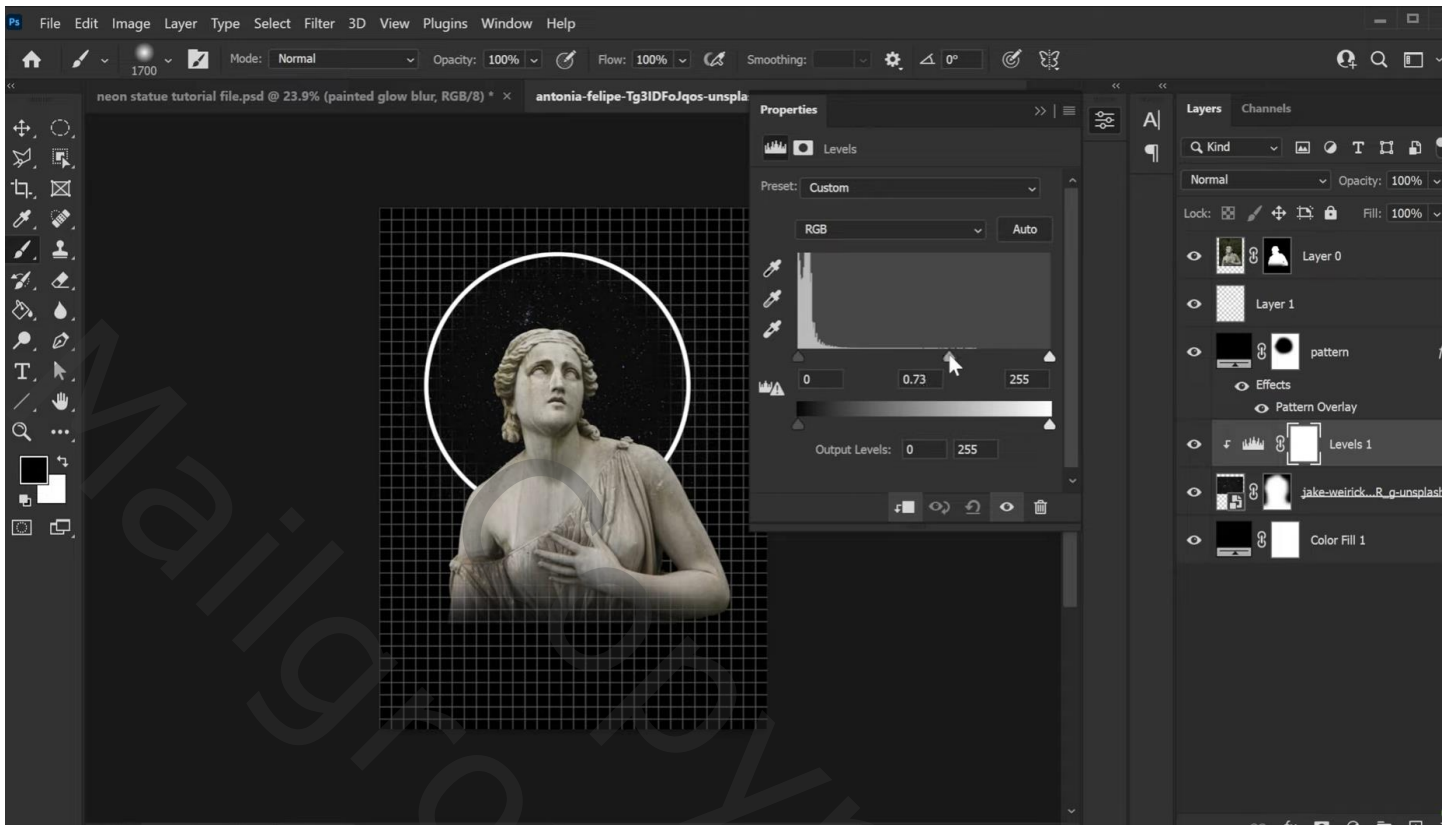 Ps File Edit Image Layer Type Select Filter 3D View Plugins Window Help
1700 Mode: Normal Opacity: 100% Flow: 100% Smoothing: 0°
neon statue tutorial file.psd @ 23.9% (painted glow blur, RGB/8) * × antonia-felipe-Tg3IDFoJqos-unspla
Properties
Levels
Preset: Custom
RGB Auto
0 0.73 255
Output Levels: 0 255
A|
¶
Layers Channels
Kind T
Normal Opacity: 100%
Lock: Fill: 100%
Layer 0
Layer 1
pattern
Effects
Pattern Overlay
Levels 1
jake-weirick...R_g-unsplash
Color Fill 1
T